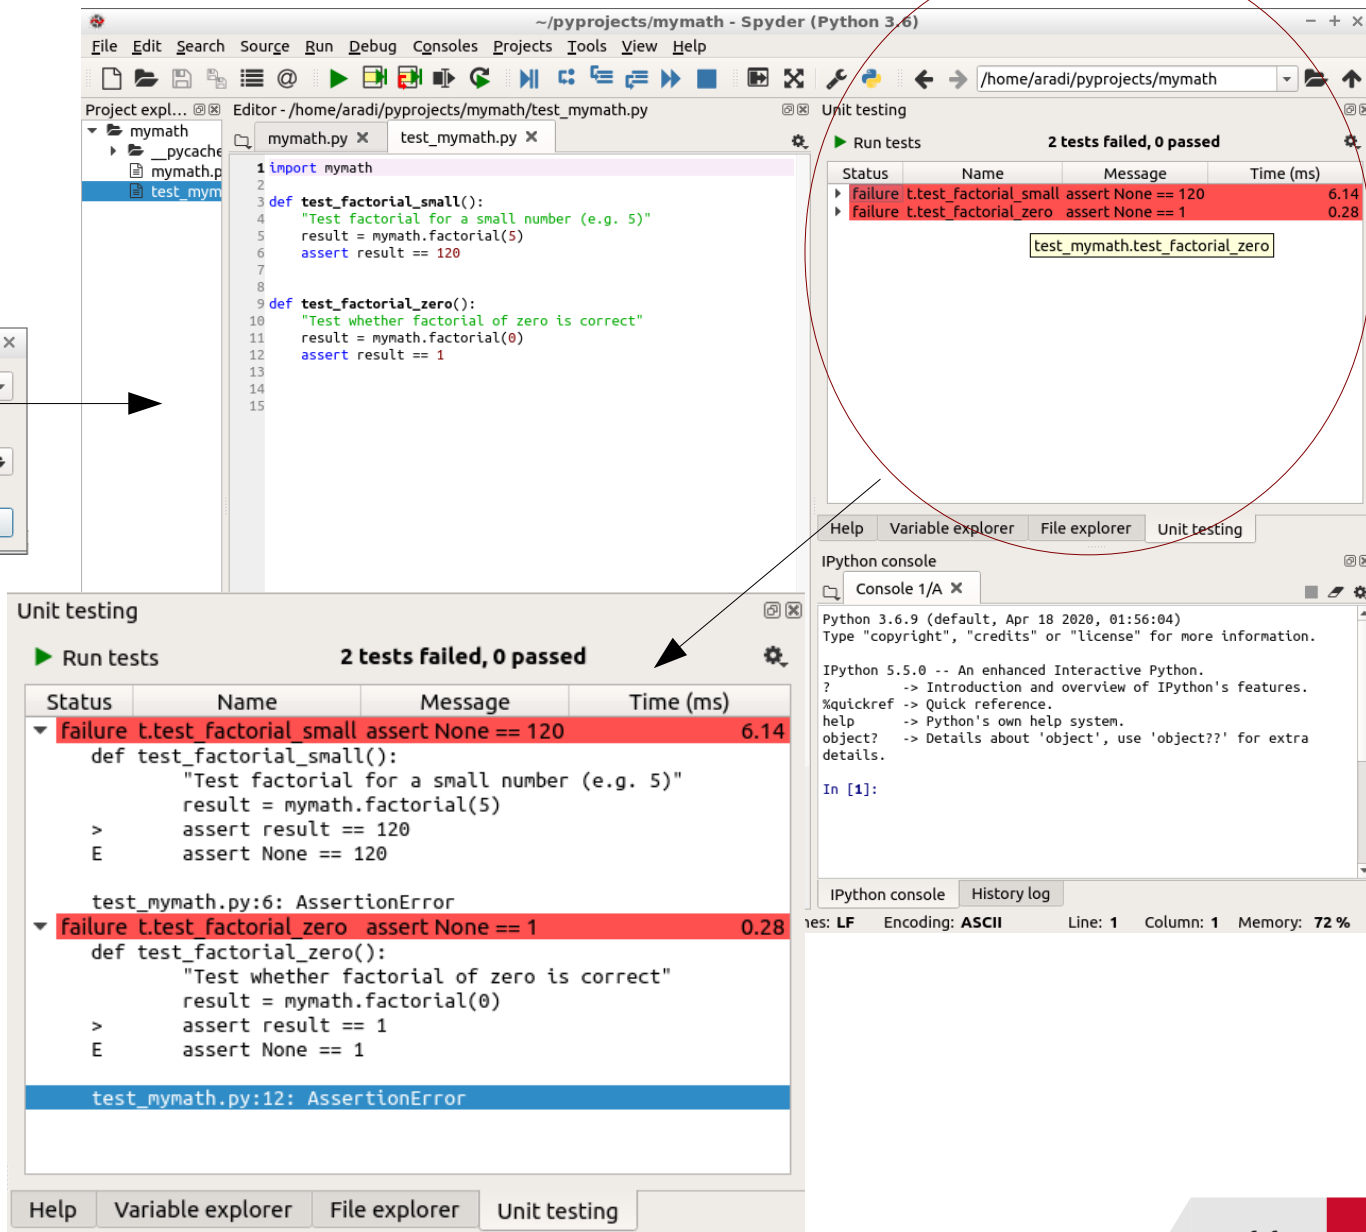 ~/pyprojects/mymath - Spyder (Python 3.6)
File Edit Search Source Run Debug Consoles Projects Tools View Help
/home/aradi/pyprojects/mymath
Project expl...
mymath
__pycache
mymath.p
test_mym
Editor - /home/aradi/pyprojects/mymath/test_mymath.py
mymath.py
test_mymath.py
1 import mymath
2
3 def test_factorial_small():
4 "Test factorial for a small number (e.g. 5)"
5 result = mymath.factorial(5)
6 assert result == 120
7
8
9 def test_factorial_zero():
10 "Test whether factorial of zero is correct"
11 result = mymath.factorial(0)
12 assert result == 1
13
14
15
Unit testing
Run tests 2 tests failed, 0 passed
Status Name Message Time (ms)
failure t.test_factorial_small assert None == 120 6.14
failure t.test_factorial_zero assert None == 1 0.28
test_mymath.test_factorial_zero
Help Variable explorer File explorer Unit testing
IPython console
Console 1/A
Python 3.6.9 (default, Apr 18 2020, 01:56:04)
Type "copyright", "credits" or "license" for more information.
IPython 5.5.0 -- An enhanced Interactive Python.
? -> Introduction and overview of IPython's features.
%quickref -> Quick reference.
help -> Python's own help system.
object? -> Details about 'object', use 'object??' for extra
details.
In [1]:
IPython console History log
nes: LF Encoding: ASCII Line: 1 Column: 1 Memory: 72 %
Unit testing
Run tests 2 tests failed, 0 passed
Status Name Message Time (ms)
failure t.test_factorial_small assert None == 120 6.14
def test_factorial_small():
"Test factorial for a small number (e.g. 5)"
result = mymath.factorial(5)
> assert result == 120
E assert None == 120
test_mymath.py:6: AssertionError
failure t.test_factorial_zero assert None == 1 0.28
def test_factorial_zero():
"Test whether factorial of zero is correct"
result = mymath.factorial(0)
> assert result == 1
E assert None == 1
test_mymath.py:12: AssertionError
Help Variable explorer File explorer Unit testing